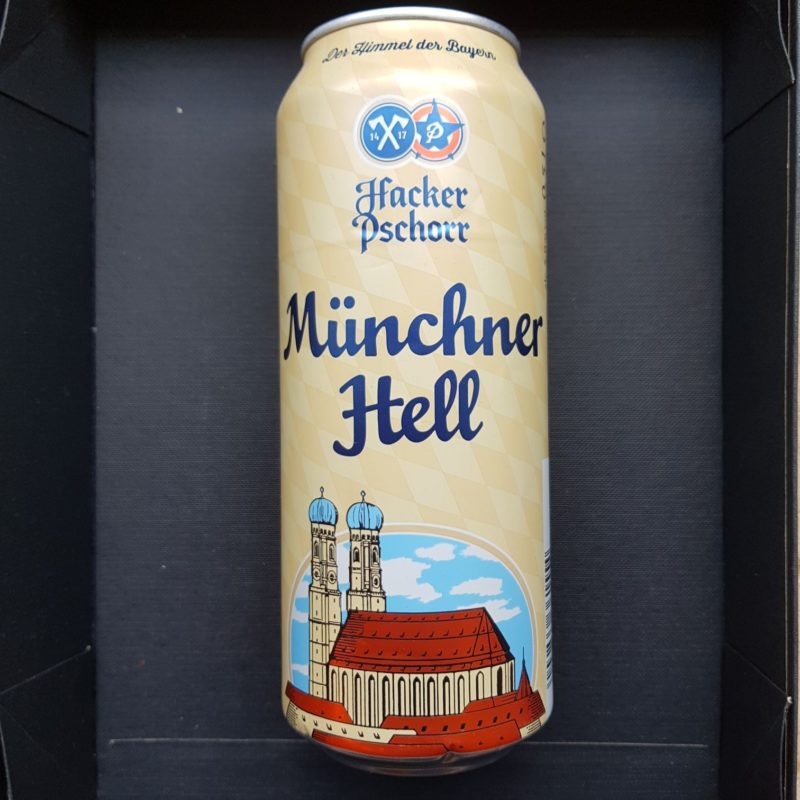 Der Himmel der Bayern
14 17 P
Hacker
Pschorr
Münchner
Hell